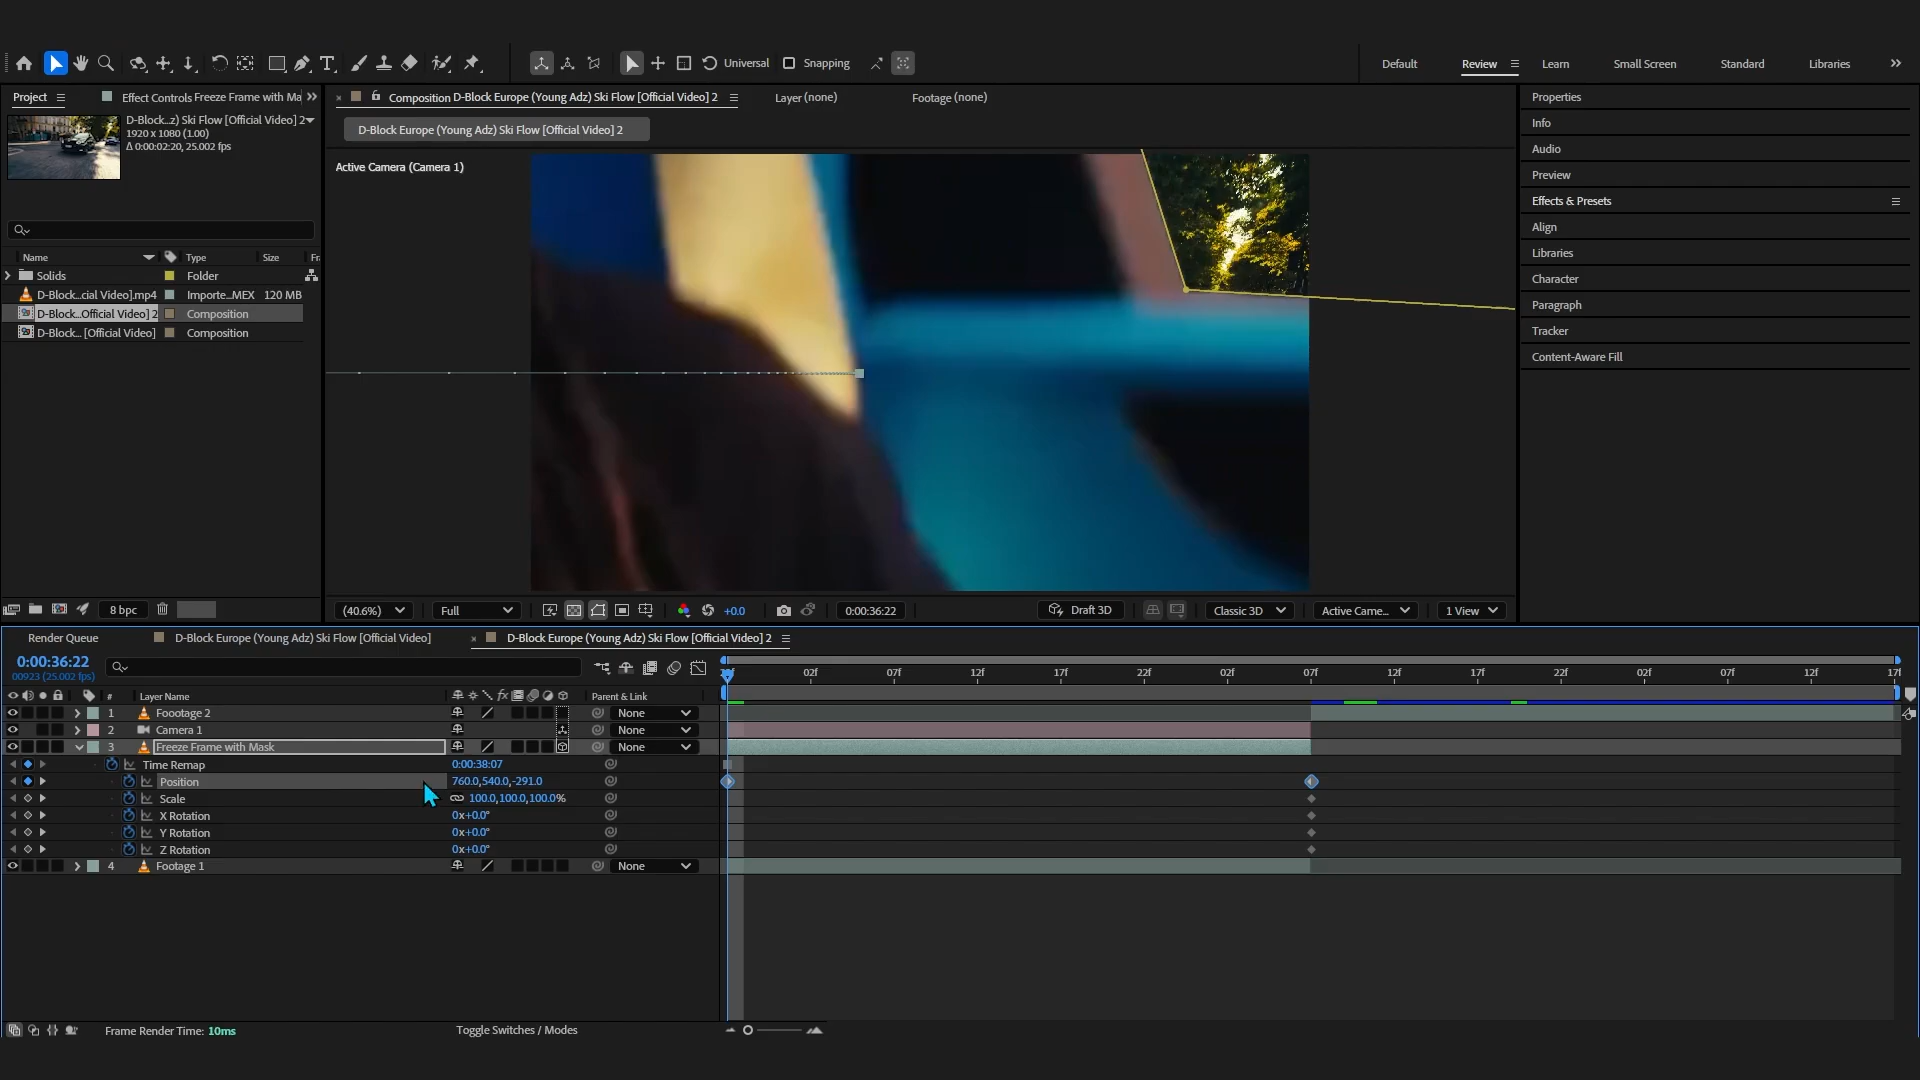 Universal
Snapping
Default
Review
Learn
Small Screen
Standard
Libraries
Project
Effect Controls Freeze Frame with Ma
Composition D-Block Europe (Young Adz) Ski Flow [Official Video] 2
Layer (none)
Footage (none)
D-Block...z) Ski Flow [Official Video] 2
1920 x 1080 (1.00)
Δ 0:00:02:20, 25.002 fps
D-Block Europe (Young Adz) Ski Flow [Official Video] 2
Active Camera (Camera 1)
Properties
Info
Audio
Preview
Effects & Presets
Align
Libraries
Character
Paragraph
Tracker
Content-Aware Fill
Name
Type
Size
Fr
Solids
Folder
D-Block...cial Video].mp4
Importe...MEX
120 MB
D-Block...Official Video] 2
Composition
D-Block... [Official Video]
Composition
8 bpc
(40.6%)
Full
+0.0
0:00:36:22
Draft 3D
Classic 3D
Active Came...
1 View
Render Queue
D-Block Europe (Young Adz) Ski Flow [Official Video]
D-Block Europe (Young Adz) Ski Flow [Official Video] 2
0:00:36:22
00923 (25.002 fps)
02f
07f
12f
17f
22f
02f
07f
12f
17f
22f
02f
07f
12f
17f
#
Layer Name
fx
Parent & Link
1
Foootage 2
None
2
Camera 1
None
3
Freeze Frame with Mask
None
Time Remap
0:00:38:07
Position
760.0,540.0,-291.0
Scale
100.0,100.0,100.0%
X Rotation
0x+0.0°
Y Rotation
0x+0.0°
Z Rotation
0x+0.0°
4
Footage 1
None
Frame Render Time: 10ms
Toggle Switches / Modes